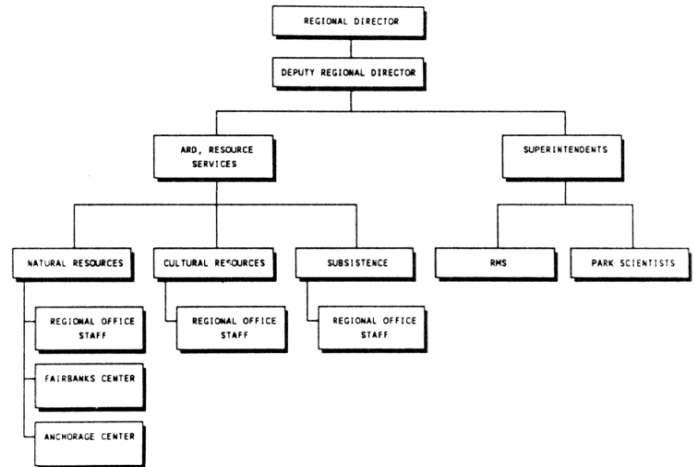 REGIONAL DIRECTOR
DEPUTY REGIONAL DIRECTOR
ARD, RESOURCE
SERVICES
SUPERINTENDENTS
NATURAL RESOURCES
CULTURAL RESOURCES
SUBSISTENCE
RMS
PARK SCIENTISTS
REGIONAL OFFICE
STAFF
REGIONAL OFFICE
STAFF
REGIONAL OFFICE
STAFF
FAIRBANKS CENTER
ANCHORAGE CENTER